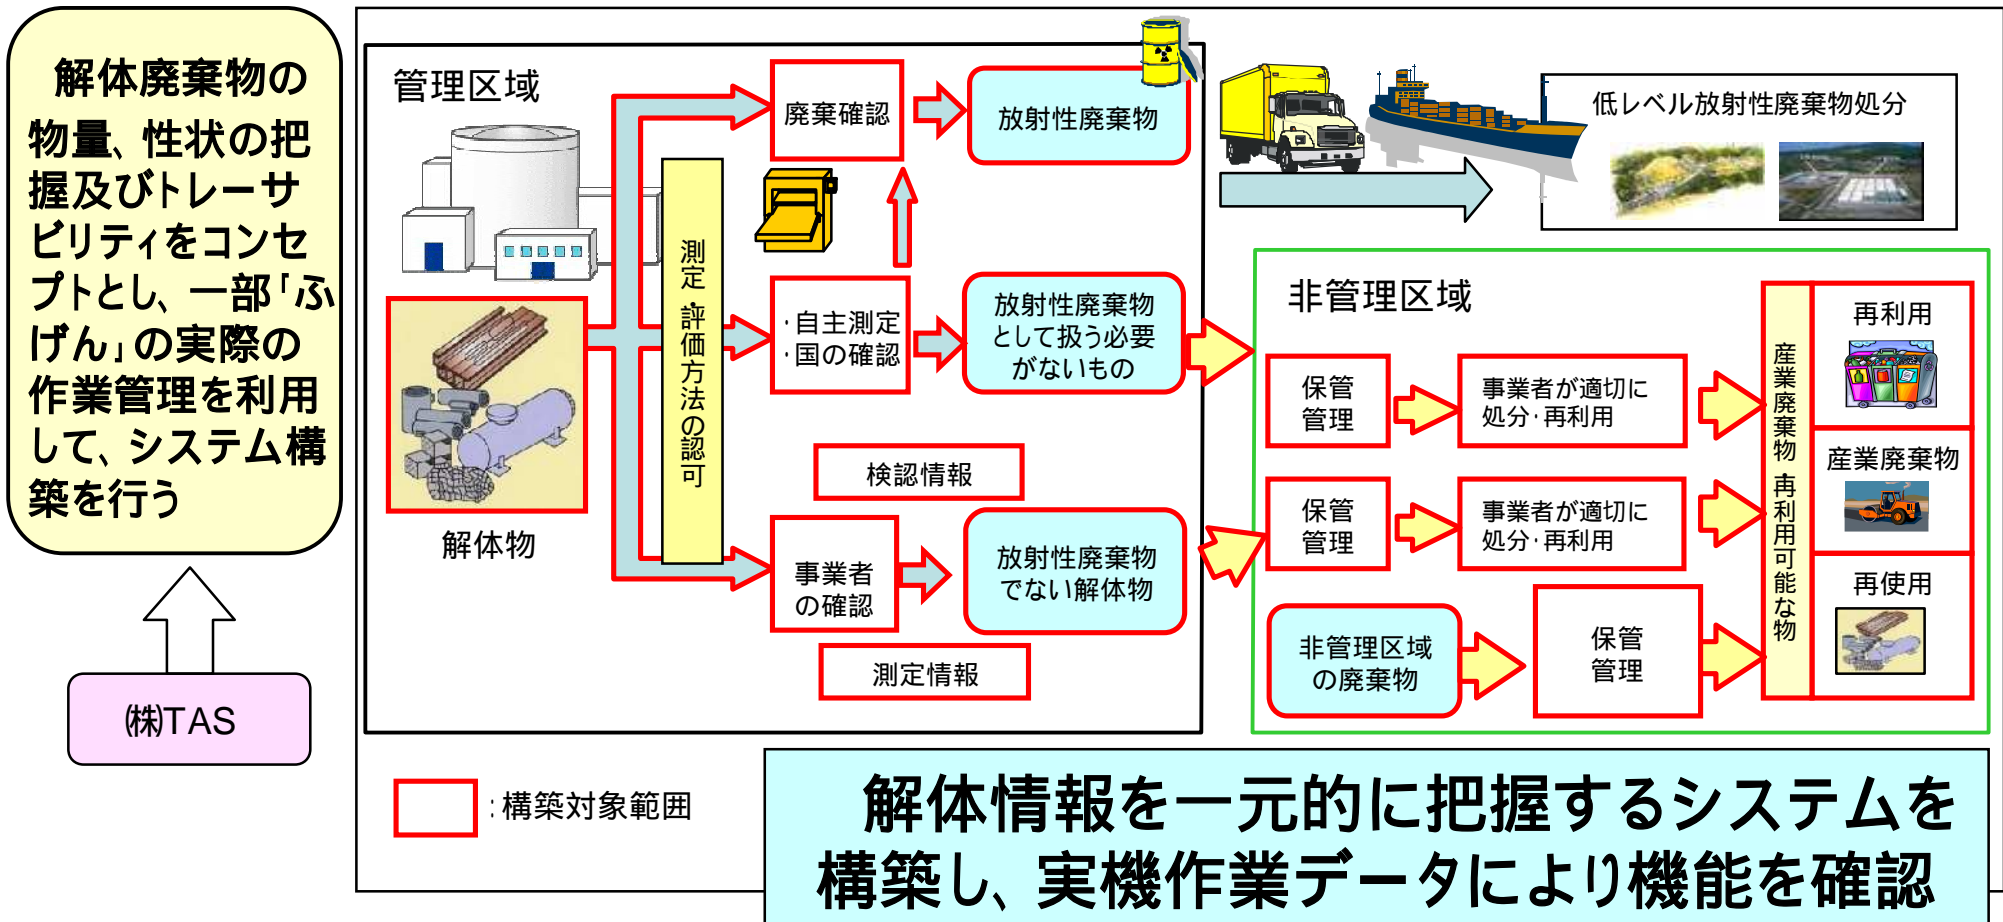 解体廃棄物の
物量、性状の把
握及びトレーサ
ビリティをコンセ
プトとし、一部「ふ
げん」の実際の
作業管理を利用
して、システム構
築を行う
㈱TAS
管理区域
解体物
測定・評価方法の認可
廃棄確認
放射性廃棄物
・自主測定
・国の確認
放射性廃棄物
として扱う必要
がないもの
検認情報
事業者
の確認
放射性廃棄物
でない解体物
測定情報
低レベル放射性廃棄物処分
非管理区域
保管
管理
事業者が適切に
処分・再利用
保管
管理
事業者が適切に
処分・再利用
非管理区域
の廃棄物
保管
管理
産業廃棄物・再利用可能な物
再利用
産業廃棄物
再使用
：構築対象範囲
解体情報を一元的に把握するシステムを
構築し、実機作業データにより機能を確認